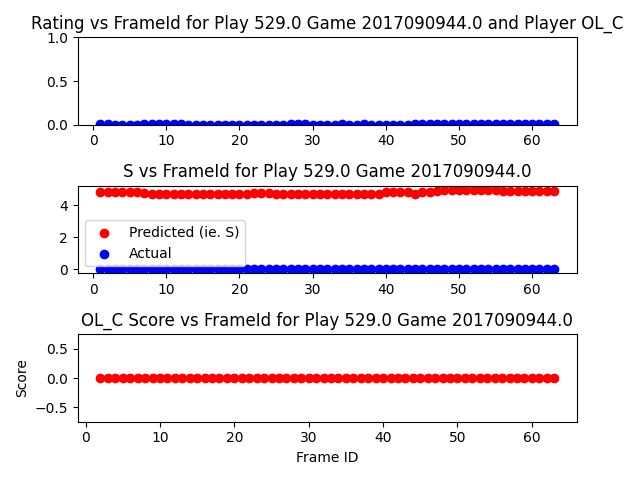 Rating vs FrameId for Play 529.0 Game 2017090944.0 and Player OL_C
1.0
0.5
0.0
0 10 20 30 40 50 60
S vs FrameId for Play 529.0 Game 2017090944.0
4
2
0
Predicted (ie. S)
Actual
0 10 20 30 40 50 60
OL_C Score vs FrameId for Play 529.0 Game 2017090944.0
Score
0.5
0.0
−0.5
0 10 20 30 40 50 60
Frame ID